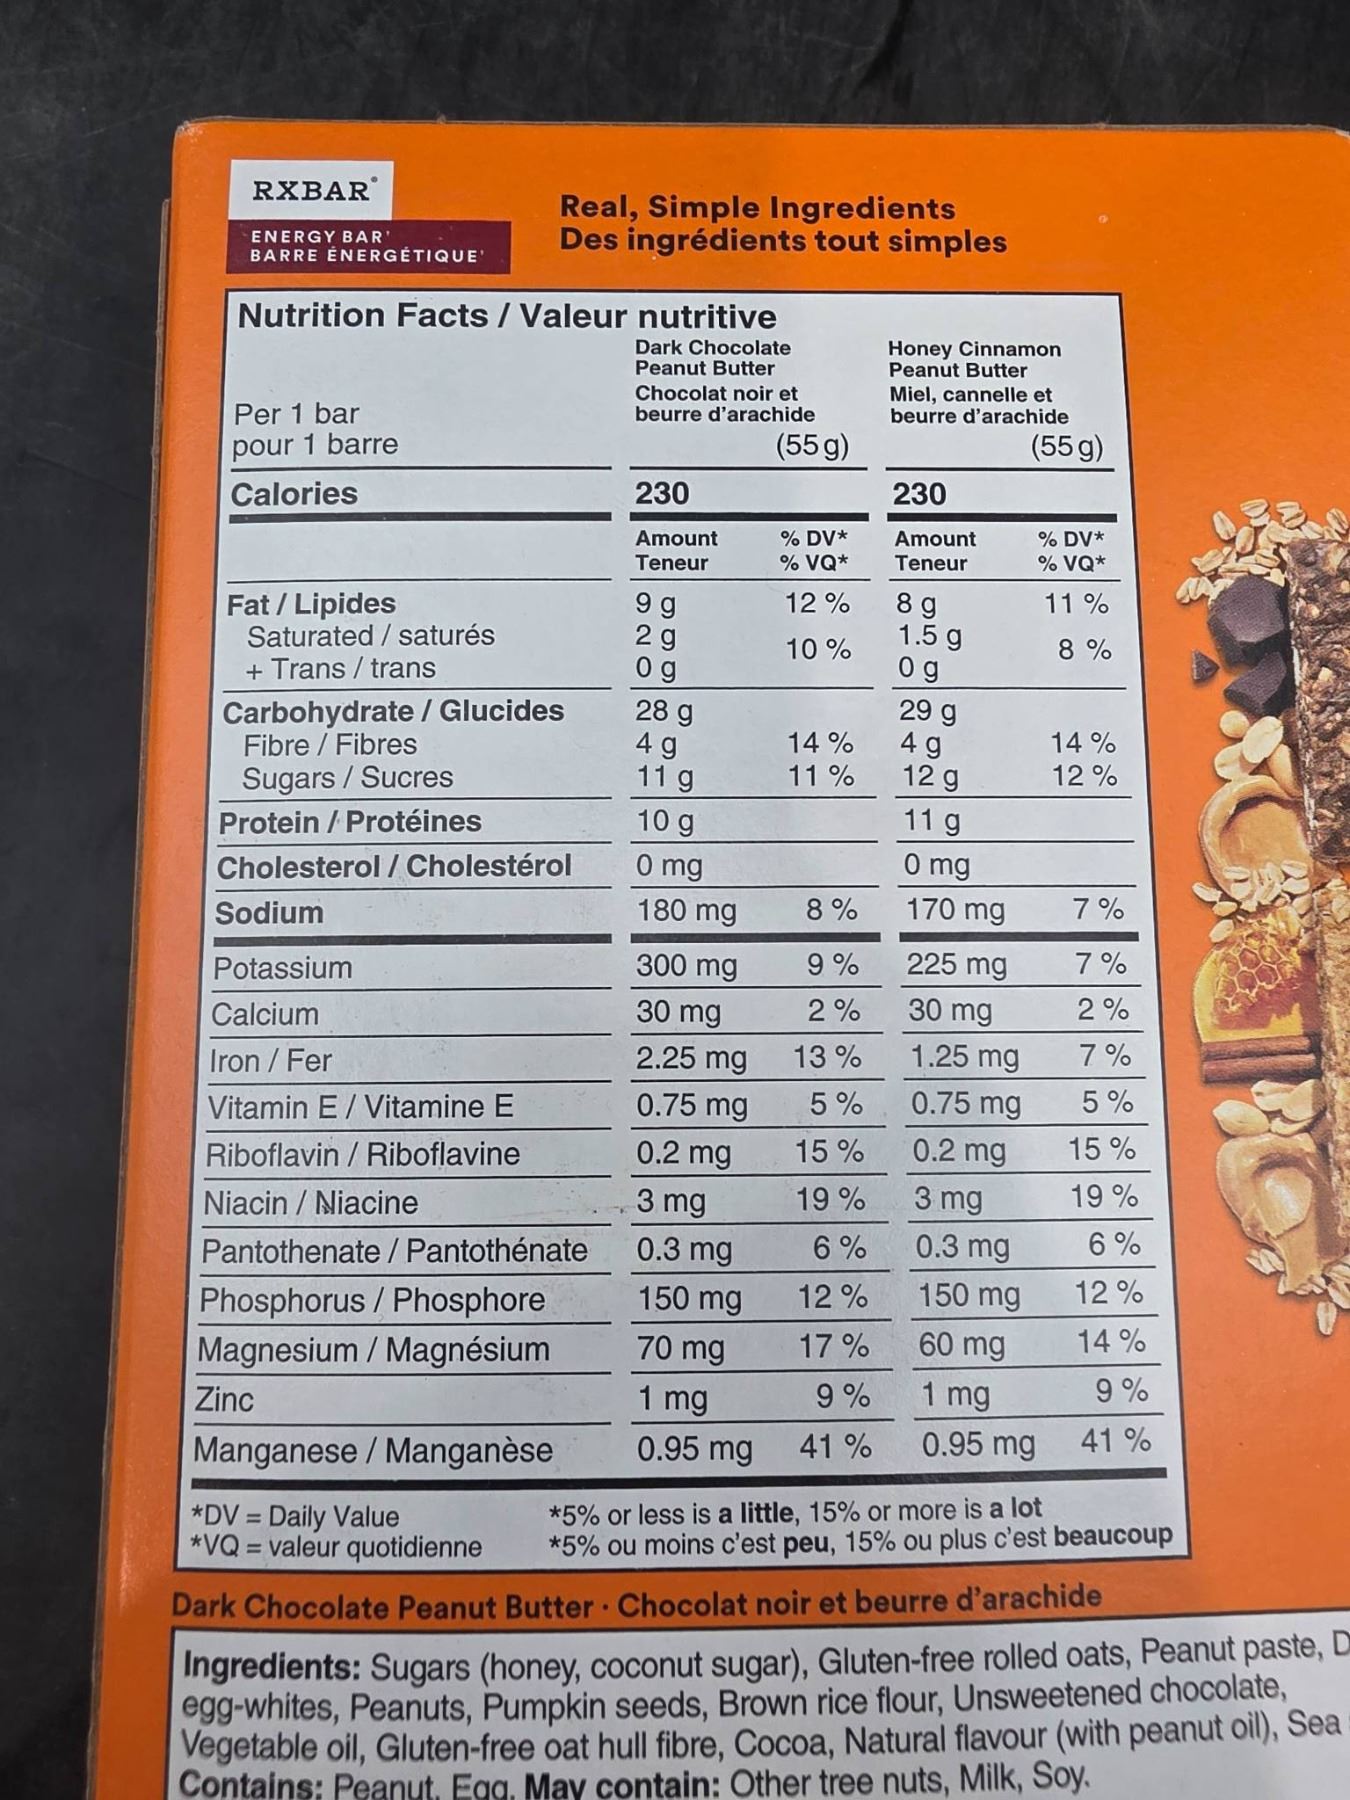 RXBAR®
ENERGY BAR'
BARRE ÉNERGÉTIQUE'
Real, Simple Ingredients
Des ingrédients tout simples
Nutrition Facts / Valeur nutritive
Per 1 bar
pour 1 barre
Dark Chocolate
Peanut Butter
Chocolat noir et
beurre d'arachide
(55 g)
Honey Cinnamon
Peanut Butter
Miel, cannelle et
beurre d'arachide
(55 g)
Calories 230 230
Amount % DV* Amount % DV*
Teneur % VQ* Teneur % VQ*
Fat / Lipides 9 g 12 % 8 g 11 %
Saturated / saturés 2 g 10 % 1.5 g 8 %
+ Trans / trans 0 g 0 g
Carbohydrate / Glucides 28 g 29 g
Fibre / Fibres 4 g 14 % 4 g 14 %
Sugars / Sucres 11 g 11 % 12 g 12 %
Protein / Protéines 10 g 11 g
Cholesterol / Cholestérol 0 mg 0 mg
Sodium 180 mg 8 % 170 mg 7 %
Potassium 300 mg 9 % 225 mg 7 %
Calcium 30 mg 2 % 30 mg 2 %
Iron / Fer 2.25 mg 13 % 1.25 mg 7 %
Vitamin E / Vitamine E 0.75 mg 5 % 0.75 mg 5 %
Riboflavin / Riboflavine 0.2 mg 15 % 0.2 mg 15 %
Niacin / Niacine 3 mg 19 % 3 mg 19 %
Pantothenate / Pantothénate 0.3 mg 6 % 0.3 mg 6 %
Phosphorus / Phosphore 150 mg 12 % 150 mg 12 %
Magnesium / Magnésium 70 mg 17 % 60 mg 14 %
Zinc 1 mg 9 % 1 mg 9 %
Manganese / Manganèse 0.95 mg 41 % 0.95 mg 41 %
*DV = Daily Value *5% or less is a little, 15% or more is a lot
*VQ = valeur quotidienne *5% ou moins c'est peu, 15% ou plus c'est beaucoup
Dark Chocolate Peanut Butter · Chocolat noir et beurre d'arachide
Ingredients: Sugars (honey, coconut sugar), Gluten-free rolled oats, Peanut paste,
egg-whites, Peanuts, Pumpkin seeds, Brown rice flour, Unsweetened chocolate,
Vegetable oil, Gluten-free oat hull fibre, Cocoa, Natural flavour (with peanut oil), Sea
Contains: Peanut, Egg. May contain: Other tree nuts, Milk, Soy.